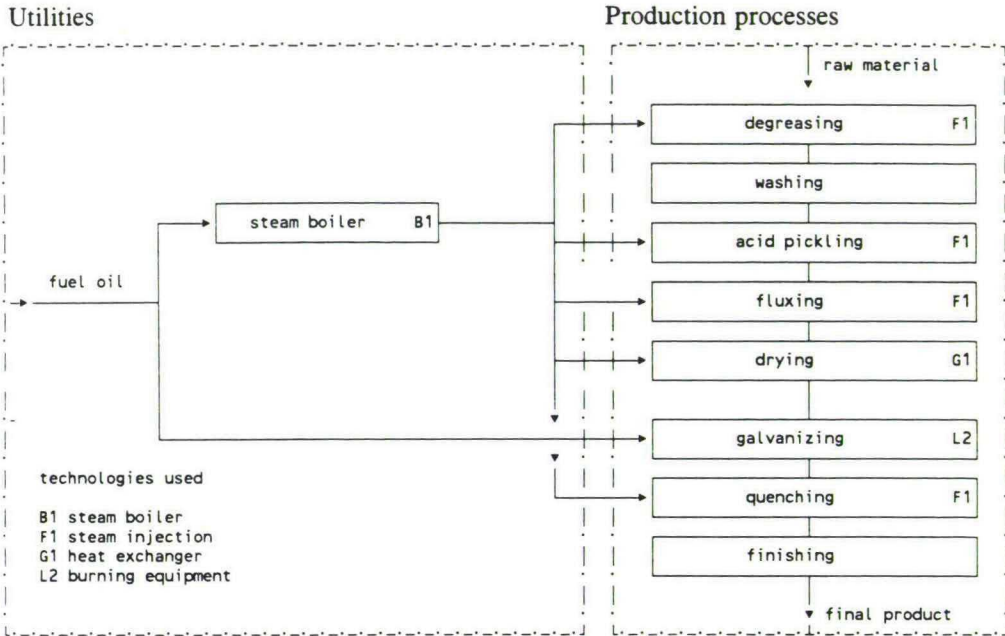 Utilities
Production processes
raw material
degreasing F1
washing
steam boiler B1
acid pickling F1
fuel oil
fluxing F1
drying G1
galvanizing L2
technologies used
quenching F1
B1 steam boiler
F1 steam injection
G1 heat exchanger
L2 burning equipment
finishing
final product